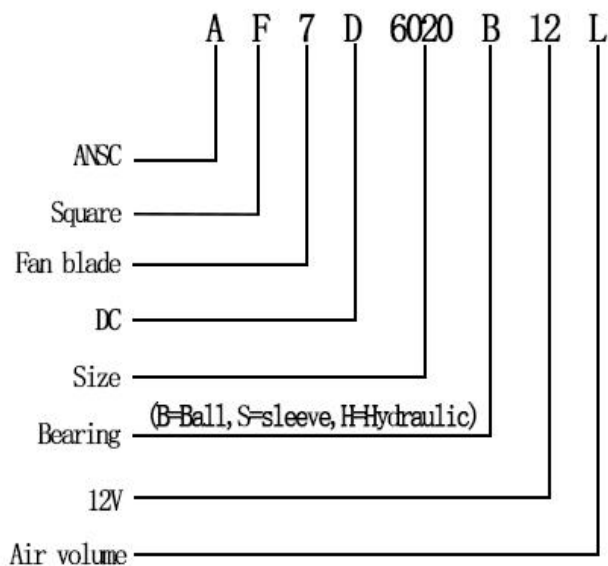 A F 7 D 6020 B 12 L
ANSC
Square
Fan blade
DC
Size
(B=Ball,S=sleeve,H=Hydraulic)
Bearing
12V
Air volume